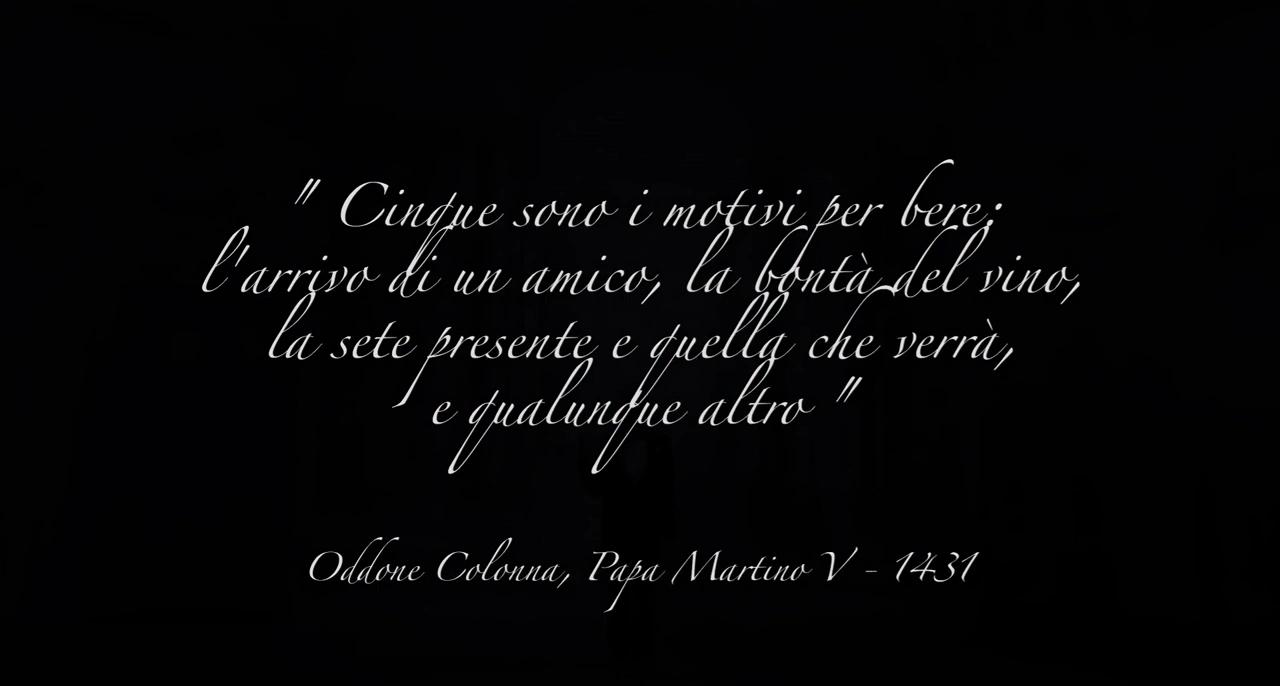 " Cinque sono i motivi per bere:
l'arrivo di un amico, la bontà del vino,
la sete presente e quella che verrà,
e qualunque altro "
Oddone Colonna, Papa Martino V - 1431